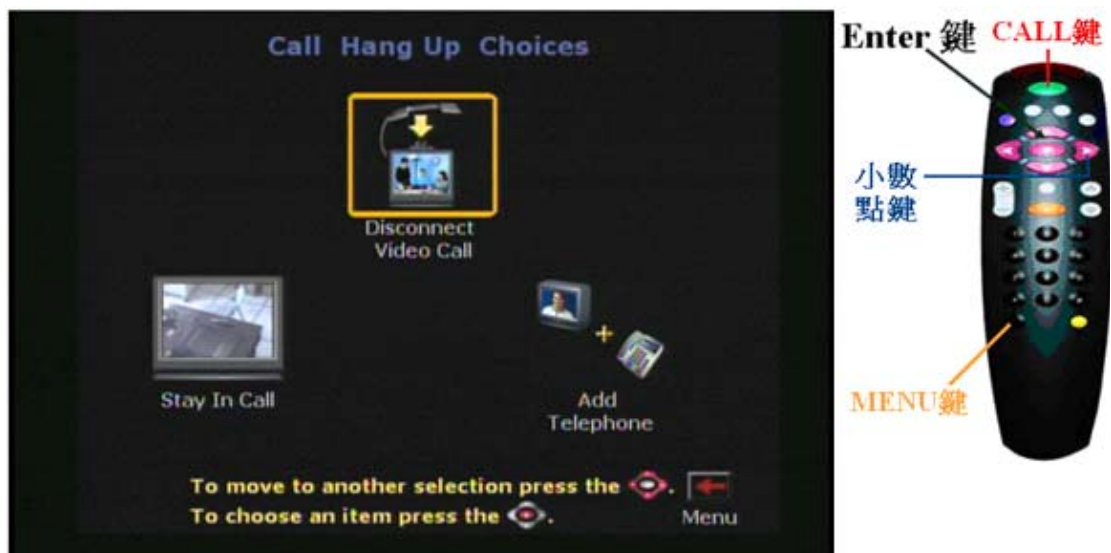 Call Hang Up Choices
Disconnect
Video Call
Stay In Call
Add
Telephone
To move to another selection press the
To choose an item press the
Menu
Enter 鍵
CALL鍵
小數
點鍵
MENU鍵